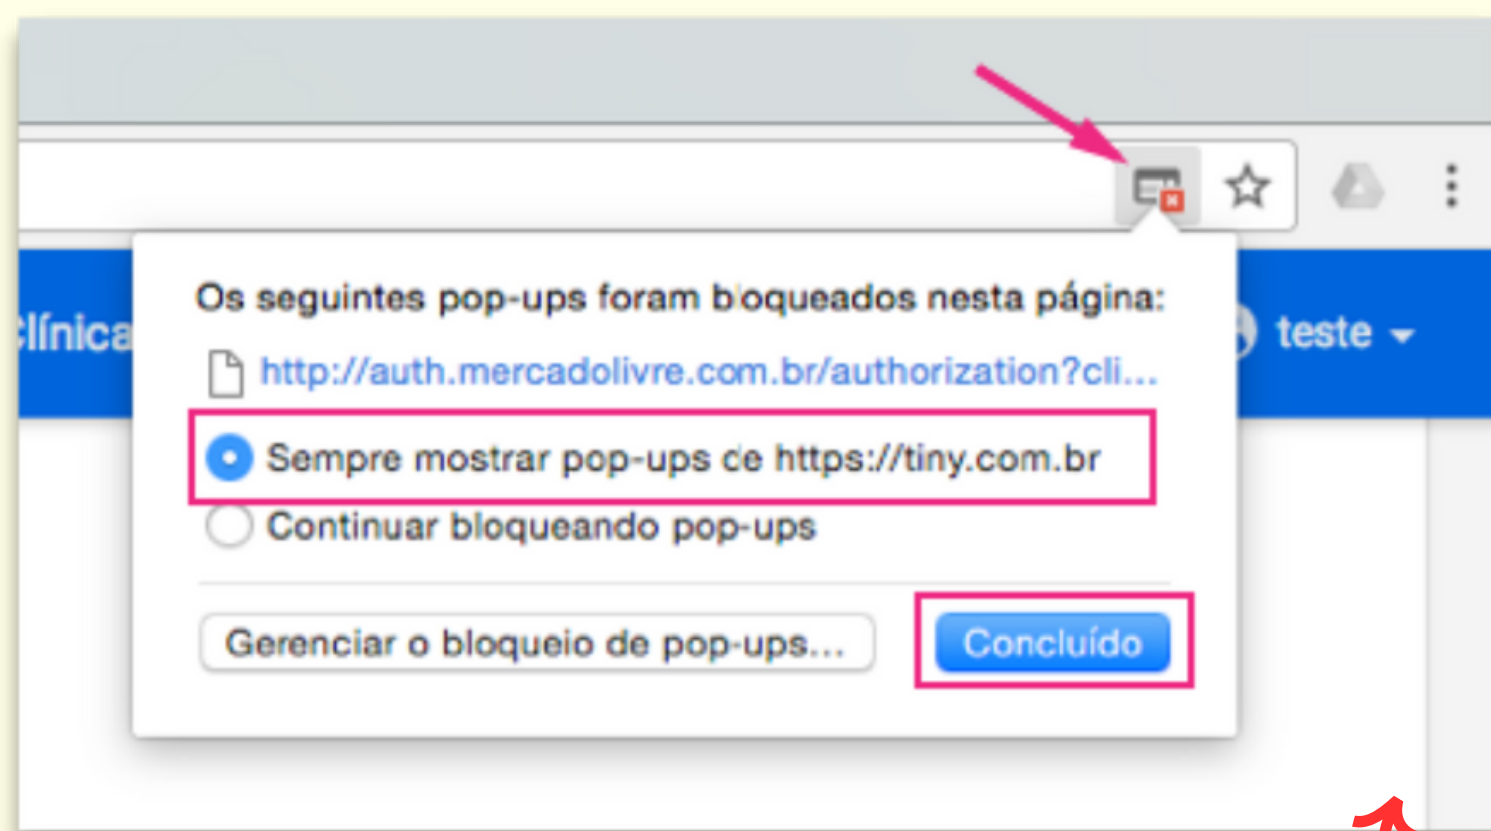 Os seguintes pop-ups foram bloqueados nesta página:
línica
teste
http://auth.mercadolivre.com.br/authorization?cli...
Sempre mostrar pop-ups de https://tiny.com.br
Continuar bloqueando pop-ups
Gerenciar o bloqueio de pop-ups...
Concluído